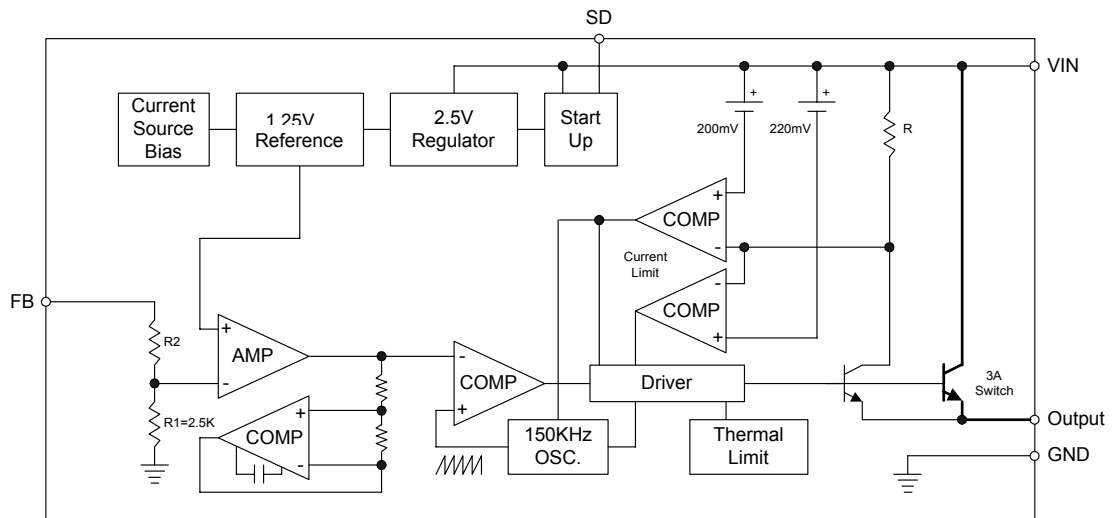 SD
VIN
Current
Source
Bias
1.25V
Reference
2.5V
Regulator
Start
Up
+
200mV
+
220mV
R
+
COMP
-
Current
Limit
-
COMP
+
FB
R2
+
AMP
-
R1=2.5K
+
COMP
-
-
COMP
+
Driver
150KHz
OSC.
Thermal
Limit
3A
Switch
Output
GND